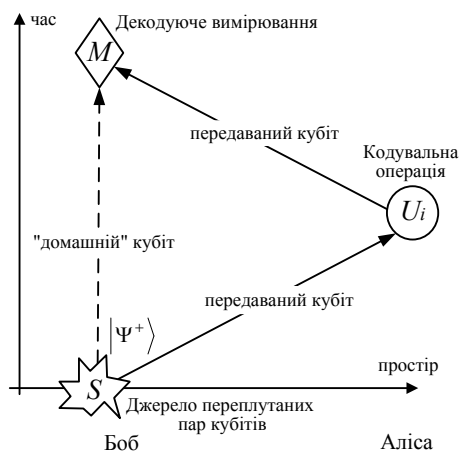 час
Декодуюче вимірювання
M
передаваний кубіт
Кодувальна
операція
Ui
"домашній" кубіт
передаваний кубіт
|Ψ⁺⟩
простір
S
Джерело переплутаних
пар кубітів
Боб
Аліса